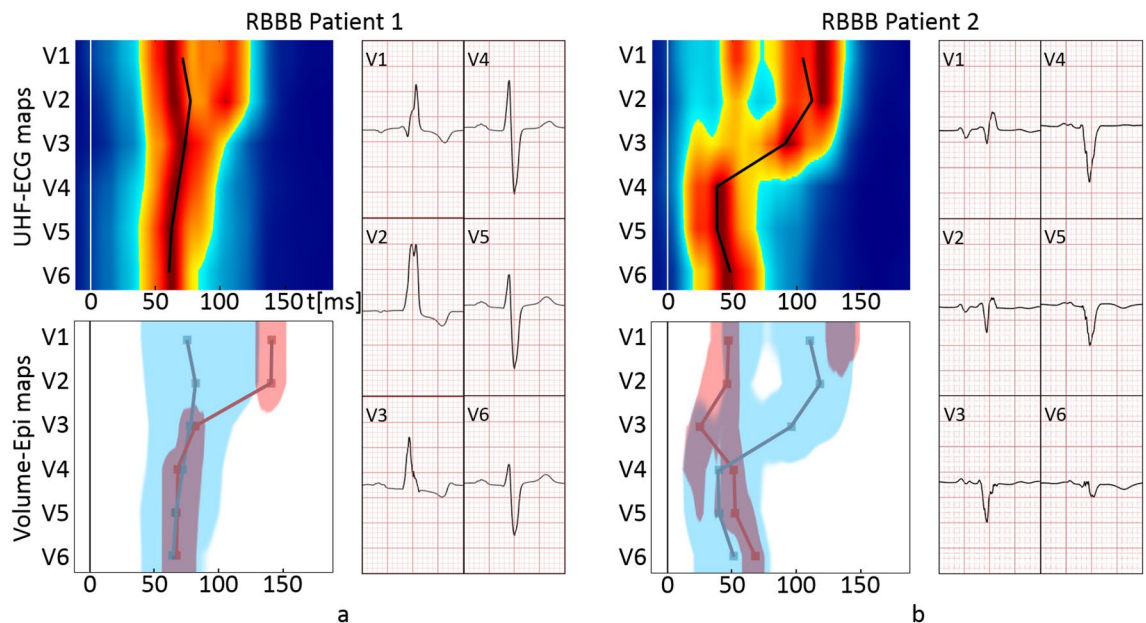 RBBB Patient 1
UHF-ECG maps
V1
V2
V3
V4
V5
V6
0 50 t[ms] 100 150
V1 V4
V2 V5
V3 V6
Volume-Epi maps
V1
V2
V3
V4
V5
V6
0 50 100 150
a
RBBB Patient 2
V1
V2
V3
V4
V5
V6
0 50 100 150
V1 V4
V2 V5
V3 V6
V1
V2
V3
V4
V5
V6
0 50 100 150
b